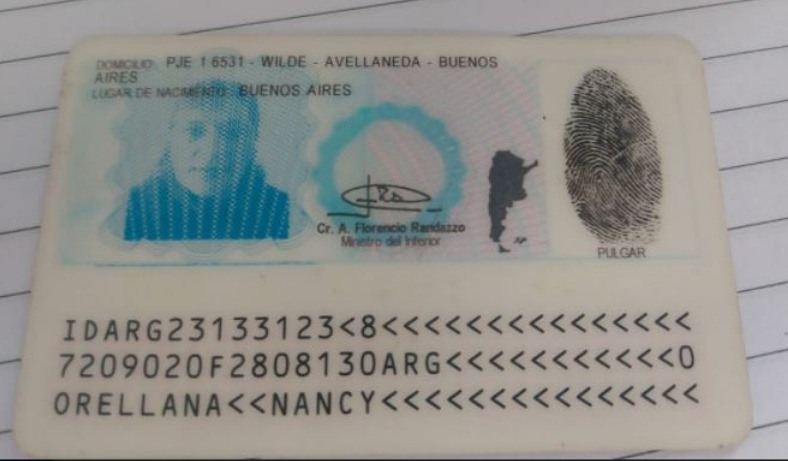 DOMICILIO: PJE 1 6531 - WILDE - AVELLANEDA - BUENOS
AIRES
LUGAR DE NACIMIENTO: BUENOS AIRES
Cr. A. Florencio Randazzo
Ministro del Interior
PULGAR
IDARG23133123<8<<<<<<<<<<<<<<<
7209020F2808130ARG<<<<<<<<<<<0
ORELLANA<<NANCY<<<<<<<<<<<<<<<